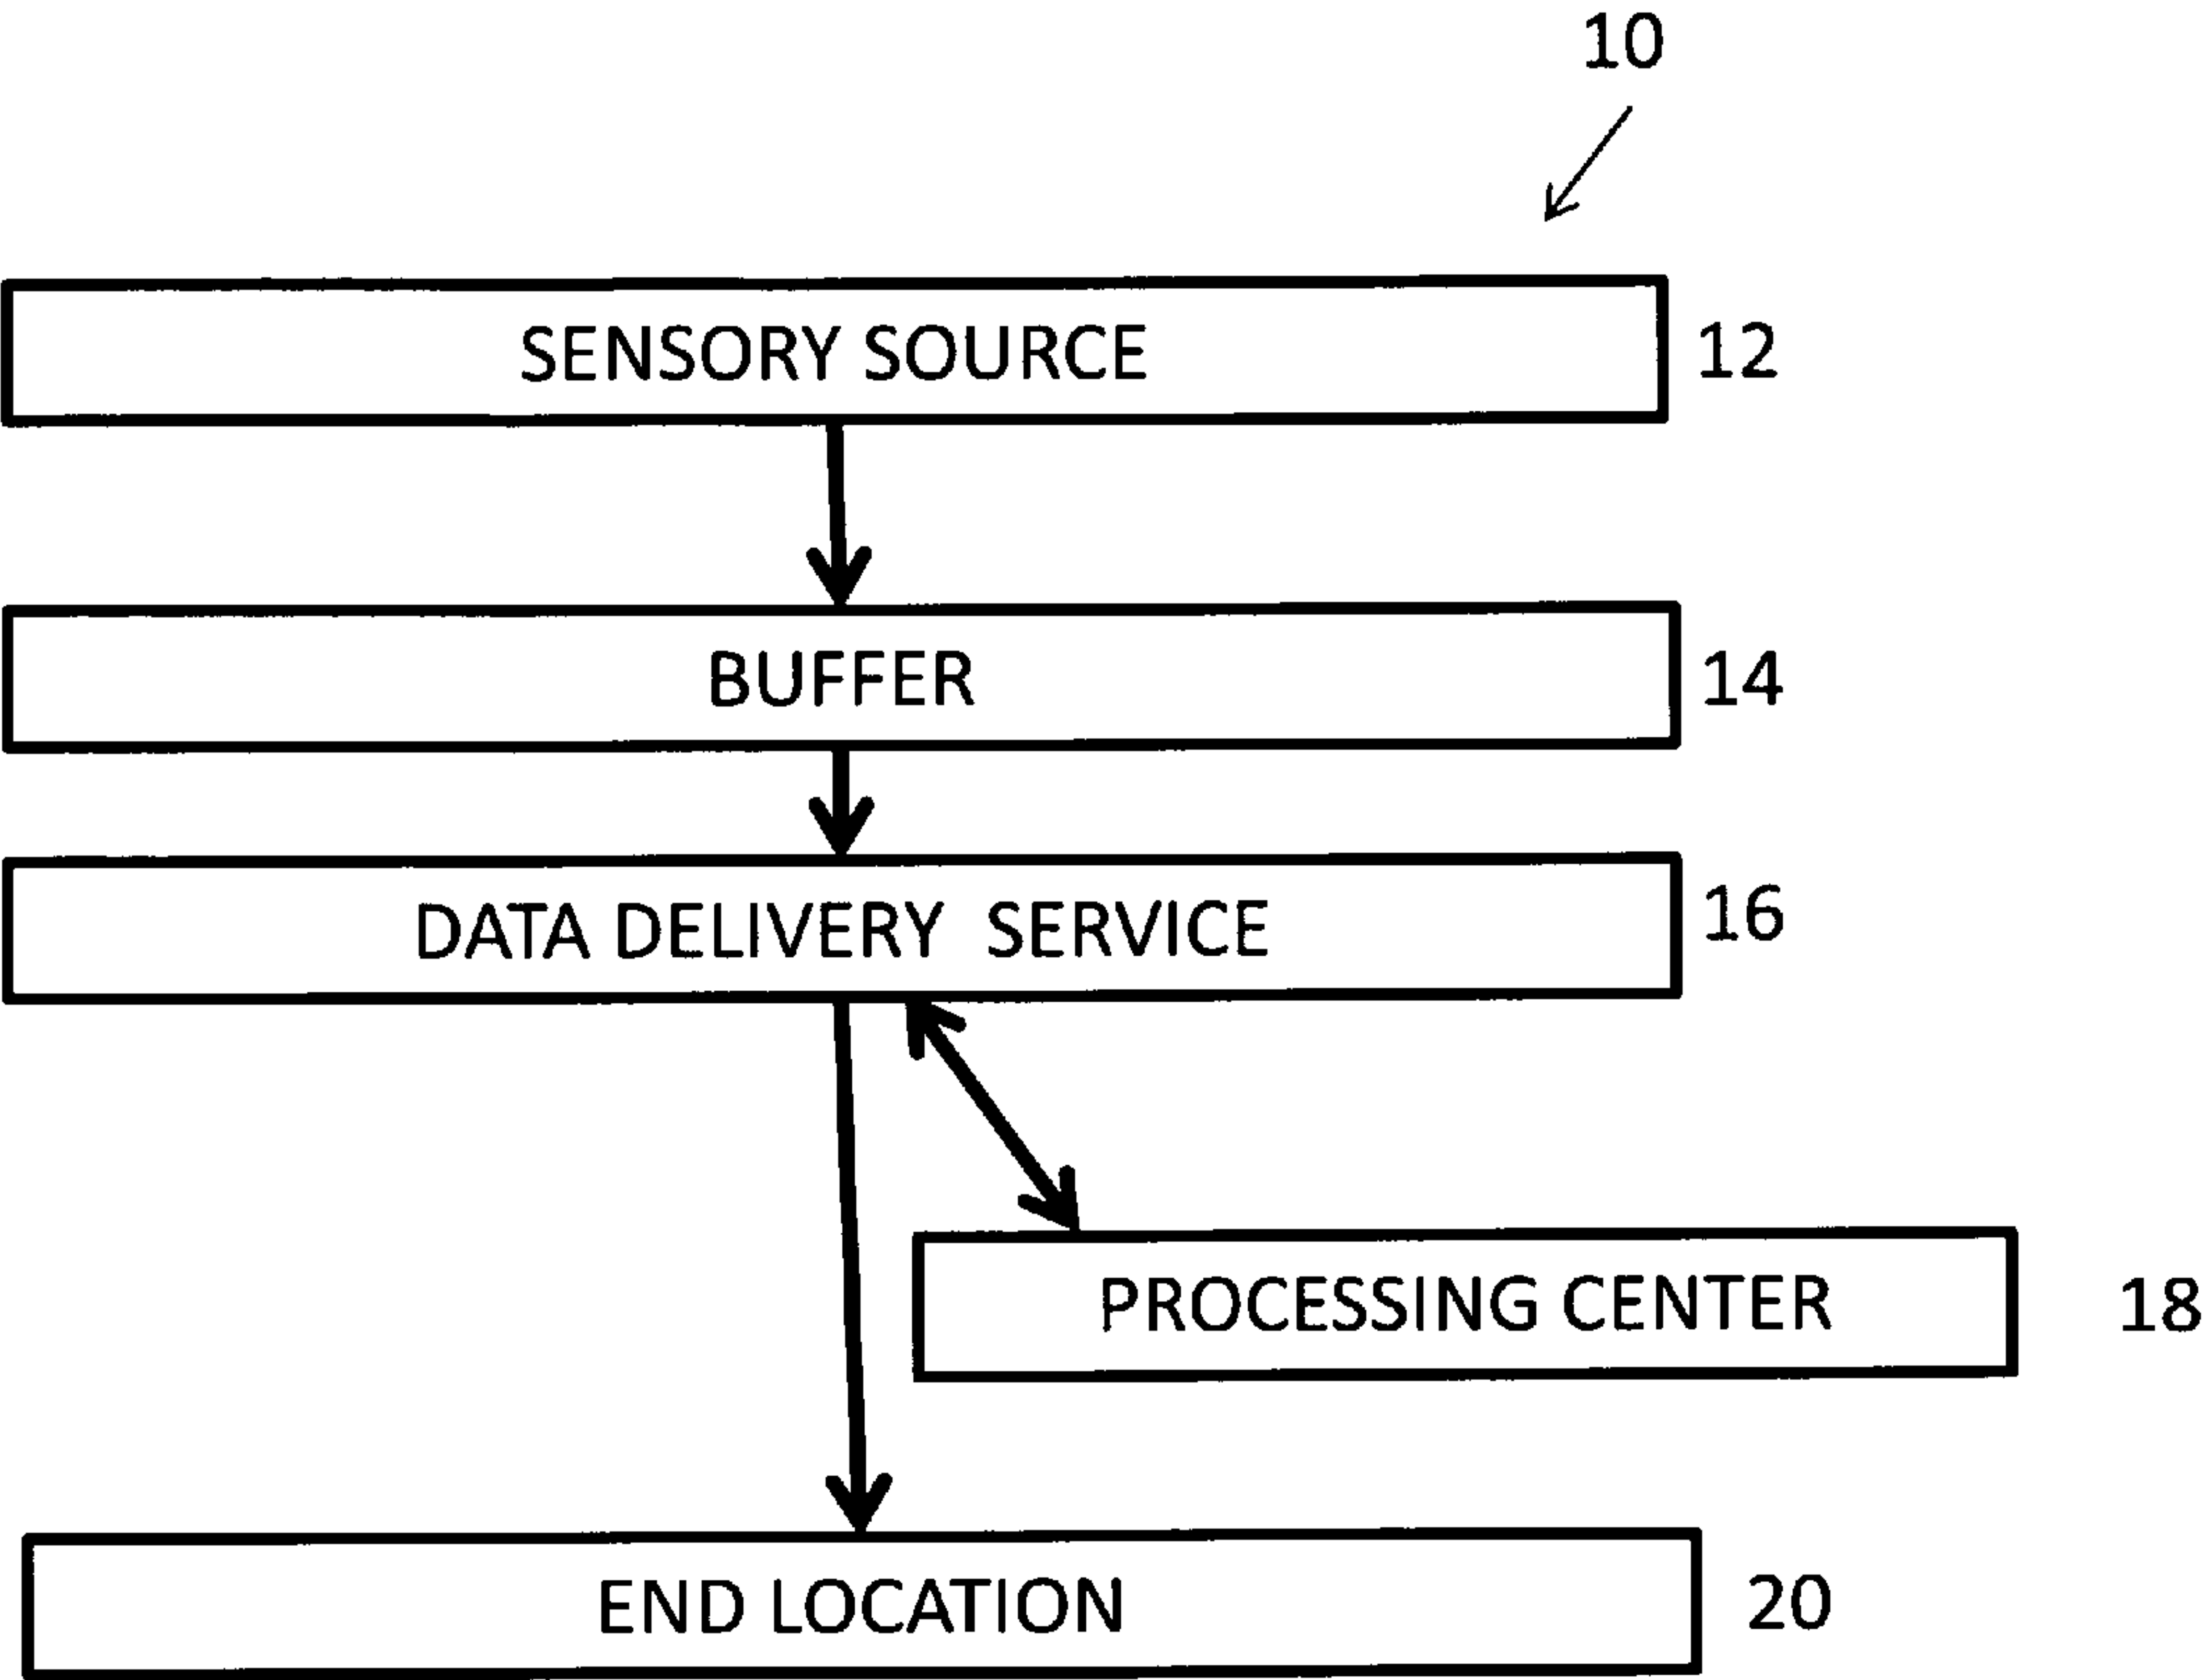 10
SENSORY SOURCE 12
BUFFER 14
DATA DELIVERY SERVICE 16
PROCESSING CENTER 18
END LOCATION 20